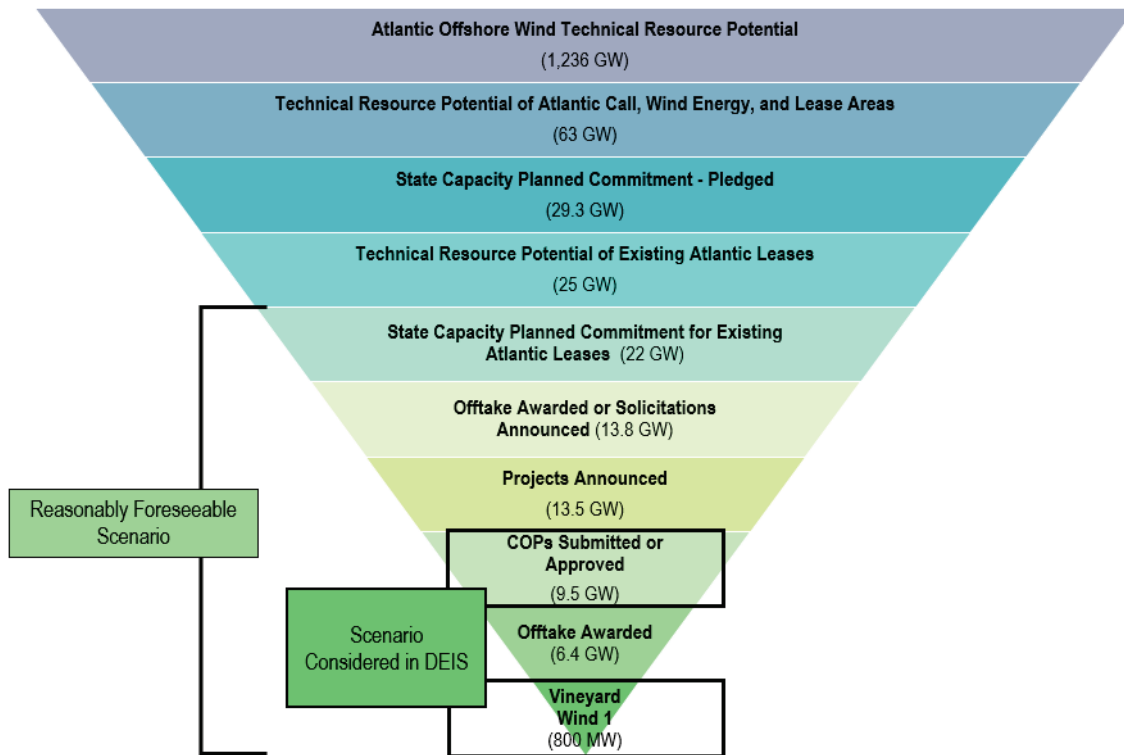 Atlantic Offshore Wind Technical Resource Potential
(1,236 GW)
Technical Resource Potential of Atlantic Call, Wind Energy, and Lease Areas
(63 GW)
State Capacity Planned Commitment - Pledged
(29.3 GW)
Technical Resource Potential of Existing Atlantic Leases
(25 GW)
State Capacity Planned Commitment for Existing
Atlantic Leases (22 GW)
Offtake Awarded or Solicitations
Announced (13.8 GW)
Projects Announced
(13.5 GW)
Reasonably Foreseeable
Scenario
COPs Submitted or
Approved
(9.5 GW)
Scenario
Considered in DEIS
Offtake Awarded
(6.4 GW)
Vineyard
Wind 1
(800 MW)